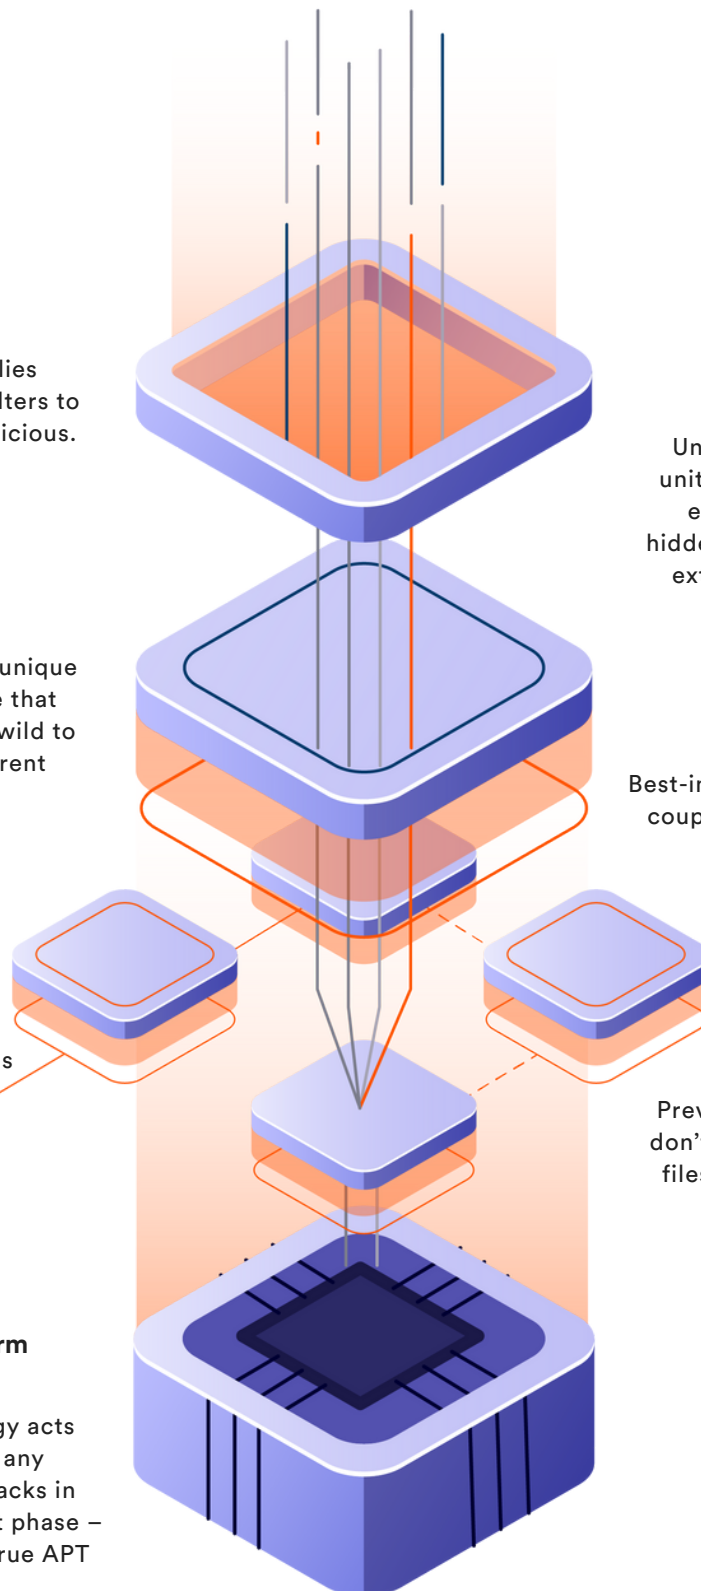 lies
lters to
icious.
Un
unit
e
hidde
ext
unique
e that
wild to
rent
Best-in
coup
s
Prev
don't
files
rm
gy acts
any
acks in
t phase –
rue APT